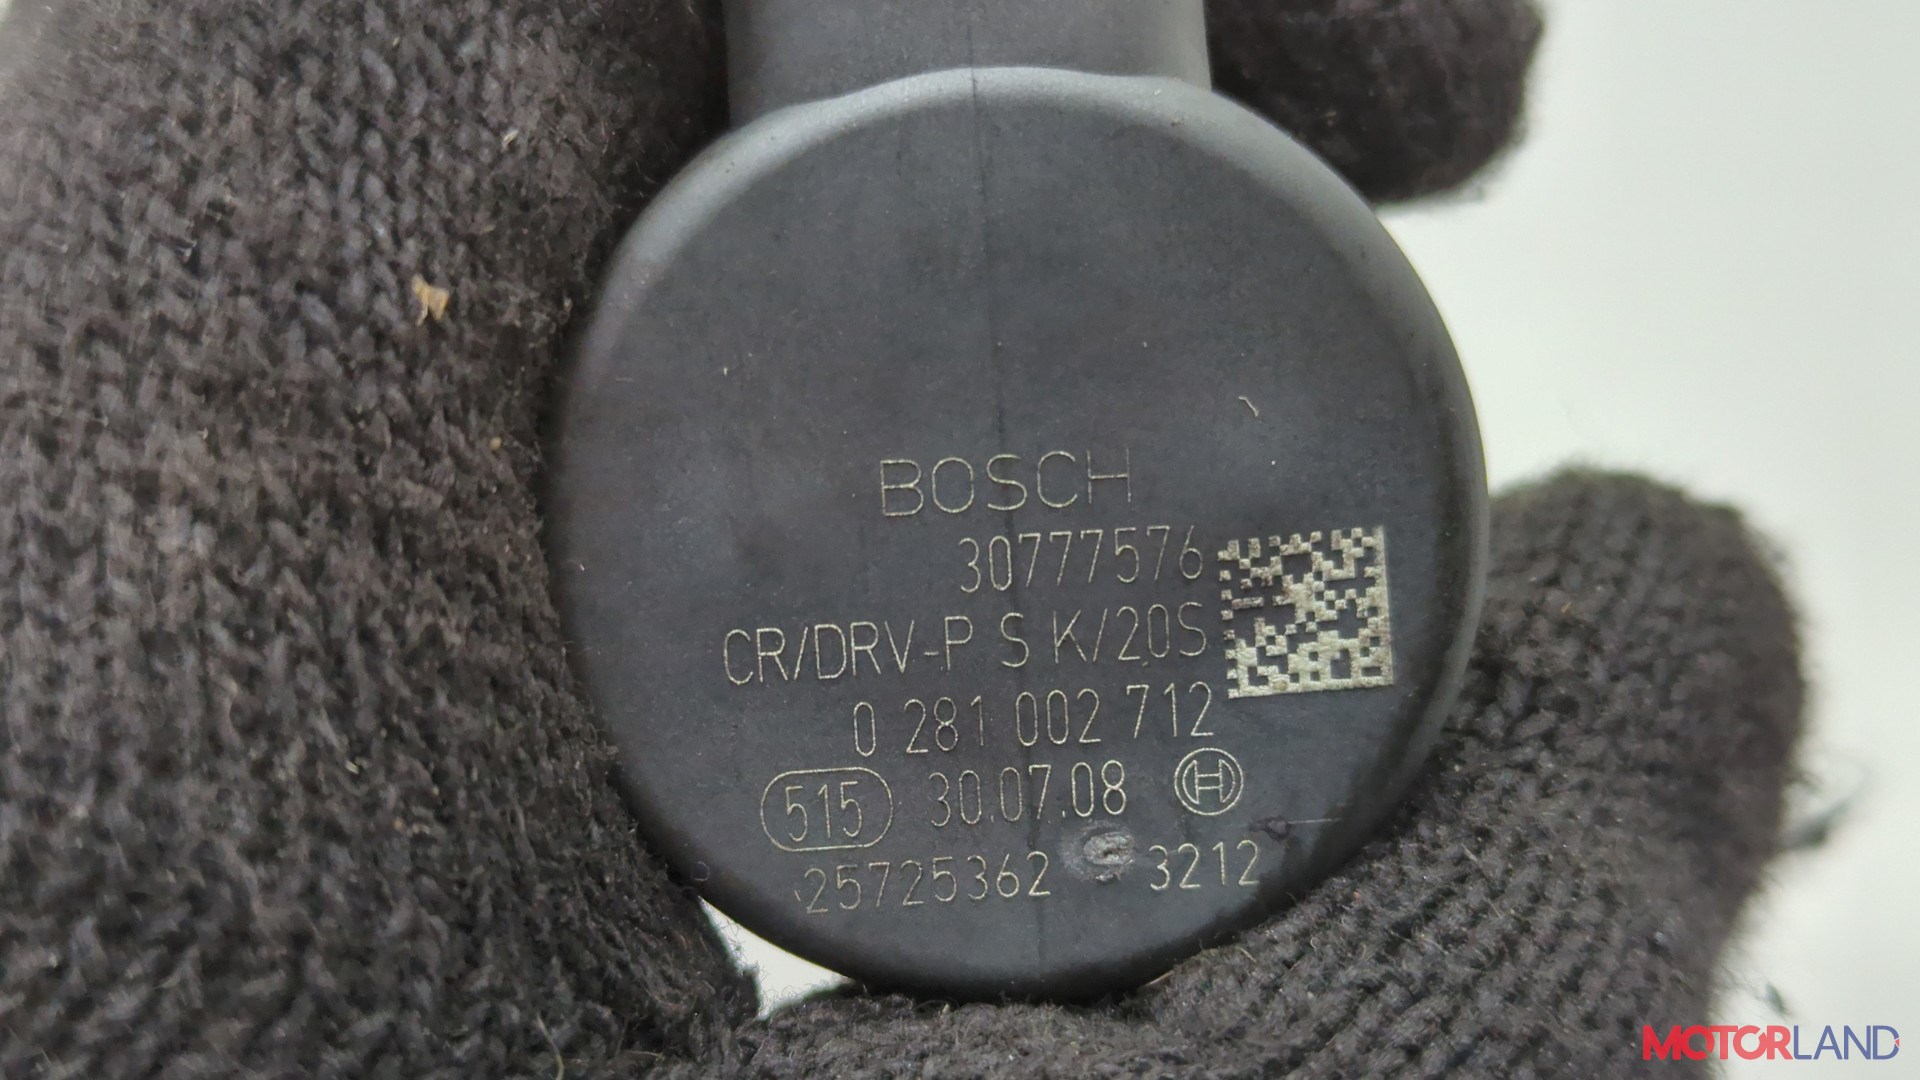 BOSCH
30777576
CR/DRV-P S K/20S
0 281 002 712
515 30.07.08 H
25725362 3212
MOTORLAND